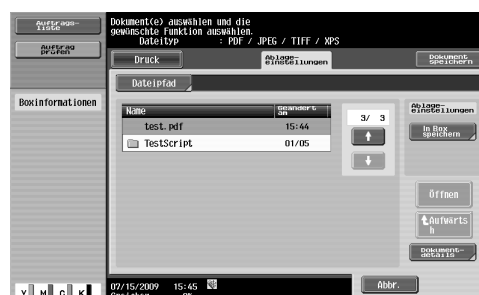 Auftrags-
liste
Auftrag
prüfen
Dokument(e) auswählen und die
gewünschte Funktion auswählen.
Dateityp : PDF / JPEG / TIFF / XPS
Druck
Ablage-
einstellungen
Dokument
speichern
Dateipfad
Boxinformationen
Name
Geändert
am
test.pdf 15:44
TestScript 01/05
3/ 3
Ablage-
einstellungen
In Box
speichern
Öffnen
Aufwärts
h
Dokument-
details
Abbr.
07/15/2009 15:45
Speicher 0%
Y M C K